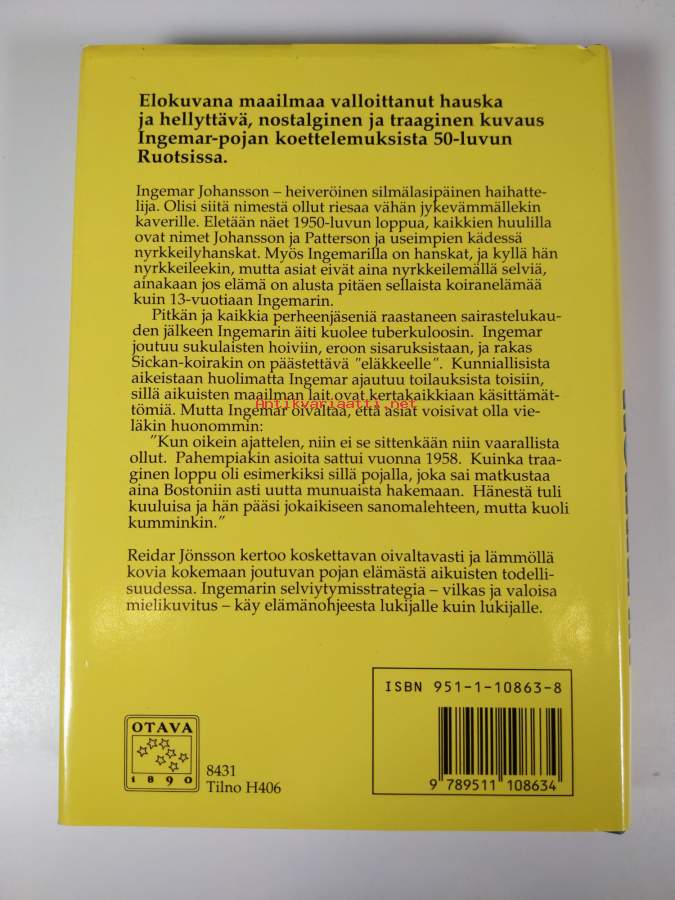 Elokuvana maailmaa valloittanut hauska
ja hellyttävä, nostalginen ja traaginen kuvaus
Ingemar-pojan koettelemuksista 50-luvun
Ruotsissa.
Ingemar Johansson – heiveröinen silmälasipäinen haihatte-
lija. Olisi siitä nimestä ollut riesaa vähän jykevämmällekin
kaverille. Eletään näet 1950-luvun loppua, kaikkien huulilla
ovat nimet Johansson ja Patterson ja useimpien kädessä
nyrkkeilyhanskat. Myös Ingemarilla on hanskat, ja kyllä hän
nyrkkeileekin, mutta asiat eivät aina nyrkkeilemällä selviä,
ainakaan jos elämä on alusta pitäen sellaista koiranelämää
kuin 13-vuotiaan Ingemarin.
Pitkän ja kaikkia perheenjäseniä raastaneen sairastelukau-
den jälkeen Ingemarin äiti kuolee tuberkuloosin. Ingemar
joutuu sukulaisten hoiviin, eroon sisaruksistaan, ja rakas
Sickan-koirakin on päästettävä "eläkkeelle". Kunniallisista
aikeistaan huolimatta Ingemar ajautuu toilauksista toisiin,
sillä aikuisten maailman lait ovat kertakaikkiaan käsittämät-
tömiä. Mutta Ingemar oivaltaa, että asiat voisivat olla vie-
läkin huonommin:
"Kun oikein ajattelen, niin ei se sittenkään niin vaarallista
ollut. Pahempiakin asioita sattui vuonna 1958. Kuinka traa-
ginen loppu oli esimerkiksi sillä pojalla, joka sai matkustaa
aina Bostoniin asti uutta munuaista hakemaan. Hänestä tuli
kuuluisa ja hän pääsi jokaikiseen sanomalehteen, mutta kuoli
kumminkin."
Reidar Jönsson kertoo koskettavan oivaltavasti ja lämmöllä
kovia kokemaan joutuvan pojan elämästä aikuisten todelli-
suudessa. Ingemarin selviytymisstrategia – vilkas ja valoisa
mielikuvitus – käy elämänohjeesta lukijalle kuin lukijalle.
Antikvariaatti.net
ISBN 951-1-10863-8
9 789511 108634
OTAVA
1890
8431
Tilno H406